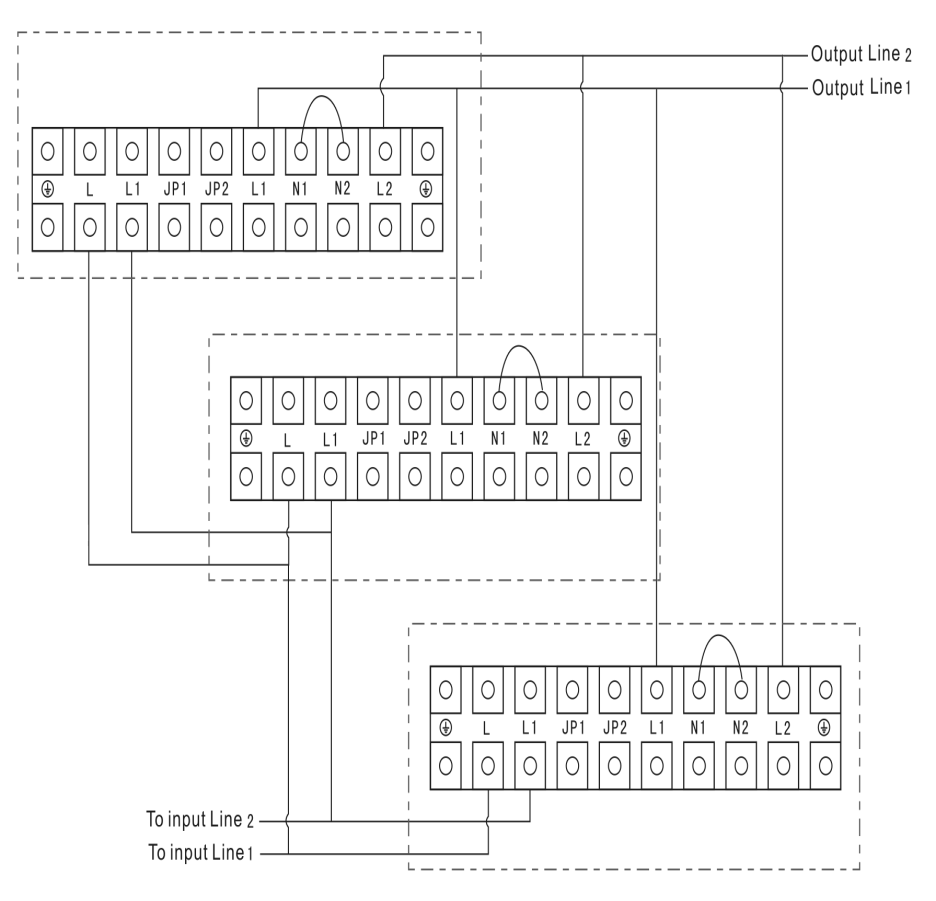 Output Line 2
Output Line 1
L L1 JP1 JP2 L1 N1 N2 L2
L L1 JP1 JP2 L1 N1 N2 L2
L L1 JP1 JP2 L1 N1 N2 L2
To input Line 2
To input Line 1